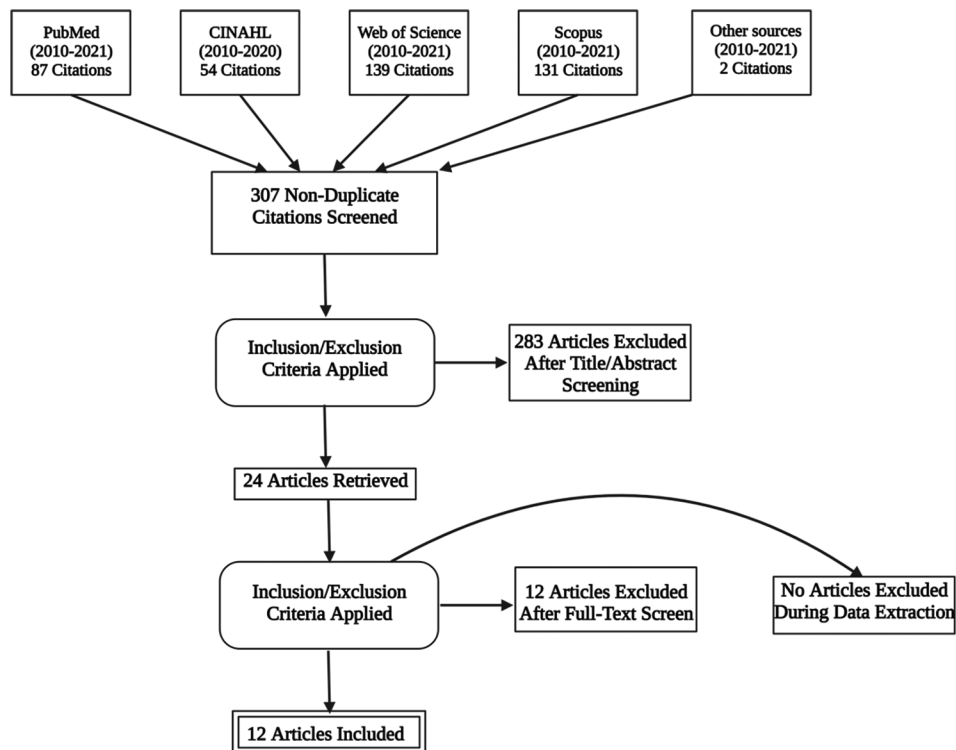 PubMed
(2010-2021)
87 Citations
CINAHL
(2010-2020)
54 Citations
Web of Science
(2010-2021)
139 Citations
Scopus
(2010-2021)
131 Citations
Other sources
(2010-2021)
2 Citations
307 Non-Duplicate
Citations Screened
Inclusion/Exclusion
Criteria Applied
283 Articles Excluded
After Title/Abstract
Screening
24 Articles Retrieved
Inclusion/Exclusion
Criteria Applied
12 Articles Excluded
After Full-Text Screen
No Articles Excluded
During Data Extraction
12 Articles Included